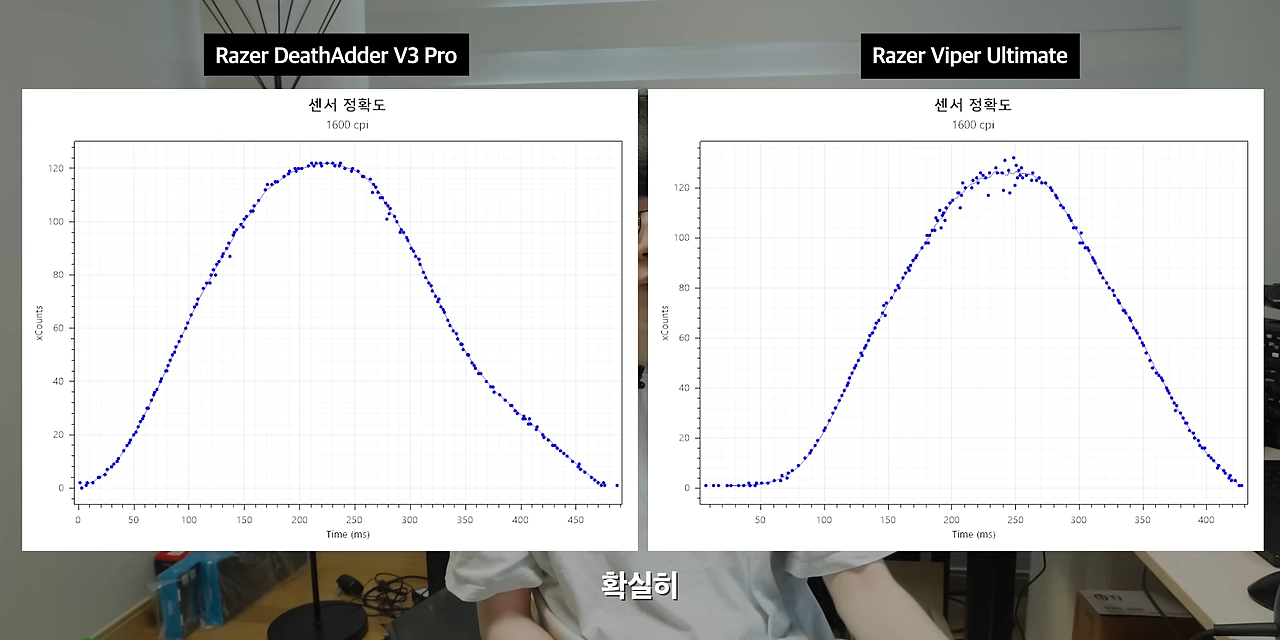 Razer DeathAdder V3 Pro
센서 정확도
1600 cpi
120
100
80
60
40
20
0
xCounts
0 50 100 150 200 250 300 350 400 450
Time (ms)
Razer Viper Ultimate
센서 정확도
1600 cpi
120
100
80
60
40
20
0
xCounts
50 100 150 200 250 300 350 400
Time (ms)
확실히